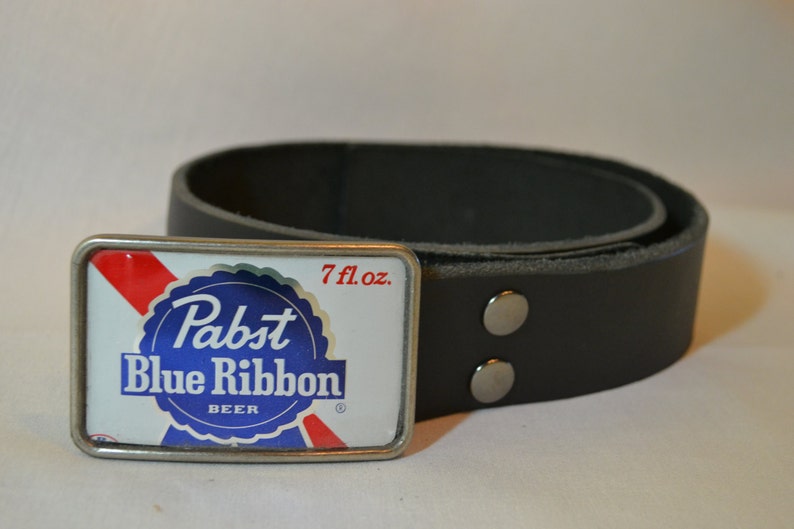 7 fl. oz.
Pabst
Blue Ribbon
BEER
®